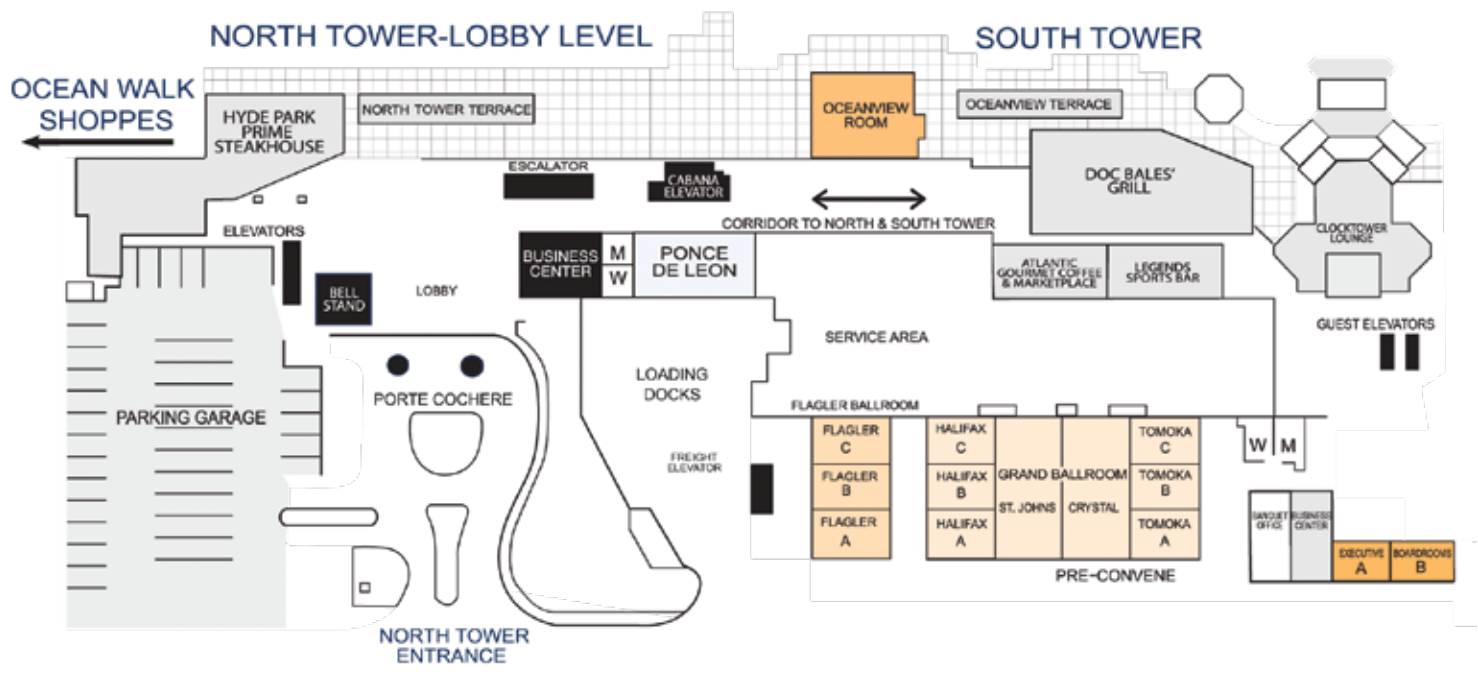 NORTH TOWER-LOBBY LEVEL
SOUTH TOWER
OCEAN WALK
SHOPPES
HYDE PARK
PRIME
STEAKHOUSE
NORTH TOWER TERRACE
OCEANVIEW
ROOM
OCEANVIEW TERRACE
ESCALATOR
CABANA
ELEVATOR
DOC BALES'
GRILL
CORRIDOR TO NORTH & SOUTH TOWER
ELEVATORS
CLOCKTOWER
LOUNGE
BUSINESS
CENTER
M
W
PONCE
DE LEON
ATLANTIC
GOURMET COFFEE
& MARKETPLACE
LEGENDS
SPORTS BAR
BELL
STAND
LOBBY
GUEST ELEVATORS
SERVICE AREA
LOADING
DOCKS
PORTE COCHERE
PARKING GARAGE
FLAGLER BALLROOM
FLAGLER
C
HALIFAX
C
TOMOKA
C
W M
FREIGHT
ELEVATOR
FLAGLER
B
HALIFAX
B
GRAND BALLROOM
TOMOKA
B
ST. JOHNS
CRYSTAL
FLAGLER
A
HALIFAX
A
TOMOKA
A
BANQUET
OFFICE
BUSINESS
CENTER
EXECUTIVE
A
BOARDROOMS
B
PRE-CONVENE
NORTH TOWER
ENTRANCE